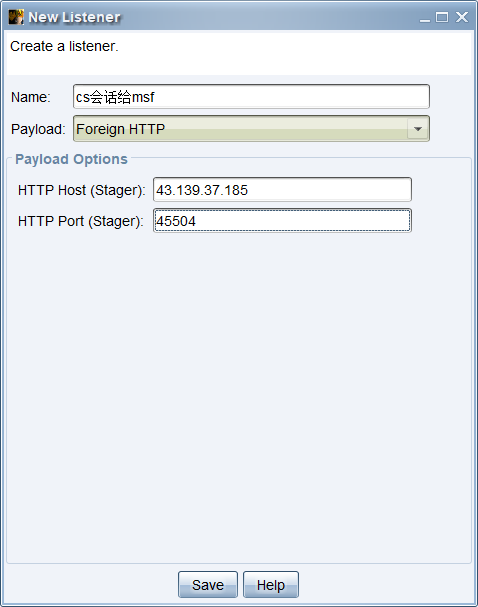 New Listener
Create a listener.
Name: cs会话给msf
Payload: Foreign HTTP
Payload Options
HTTP Host (Stager): 43.139.37.185
HTTP Port (Stager): 45504
Save Help